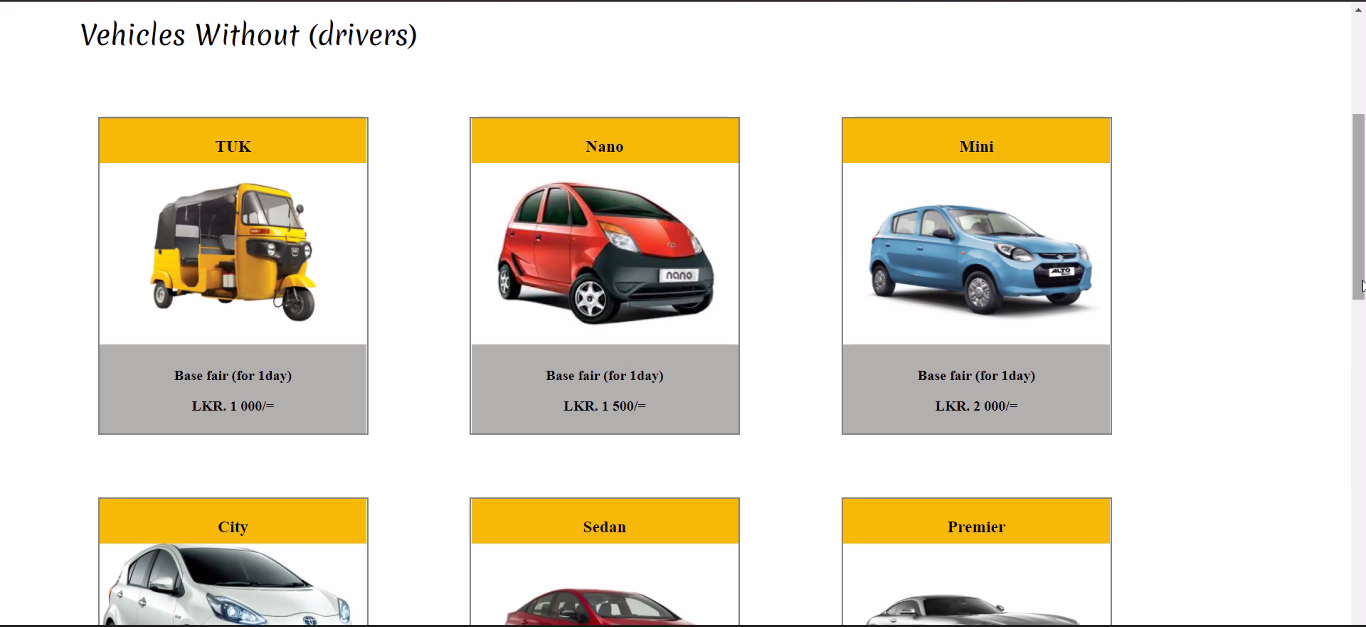 Vehicles Without (drivers)
TUK
Nano
Mini
nano
ALTO
Base fair (for 1day)
LKR. 1 000/=
Base fair (for 1day)
LKR. 1 500/=
Base fair (for 1day)
LKR. 2 000/=
City
Sedan
Premier